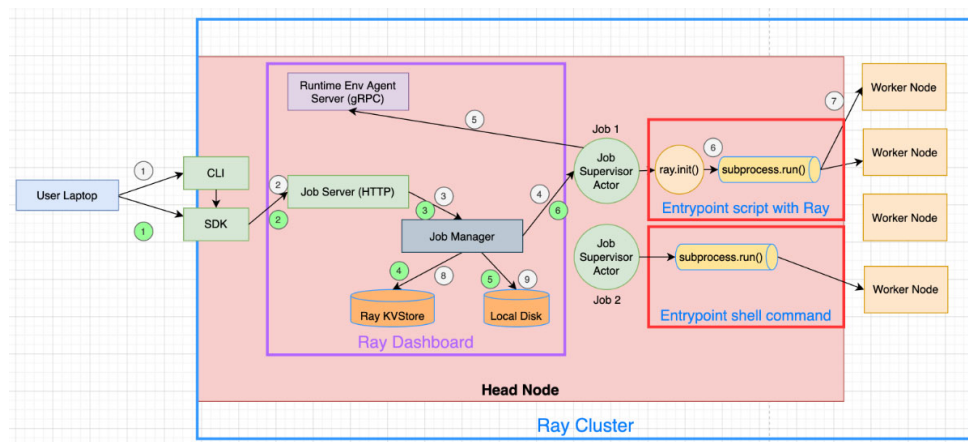 Runtime Env Agent
Server (gRPC)
Worker Node
7
5
Job 1
1
CLI
2
Job Server (HTTP)
3
4
Job
Supervisor
Actor
6
ray.init()
subprocess.run()
Worker Node
User Laptop
1
SDK
2
3
6
Entrypoint script with Ray
Worker Node
Job Manager
4
8
5
9
Job
Supervisor
Actor
subprocess.run()
Job 2
Worker Node
Ray KVStore
Local Disk
Entrypoint shell command
Ray Dashboard
Head Node
Ray Cluster